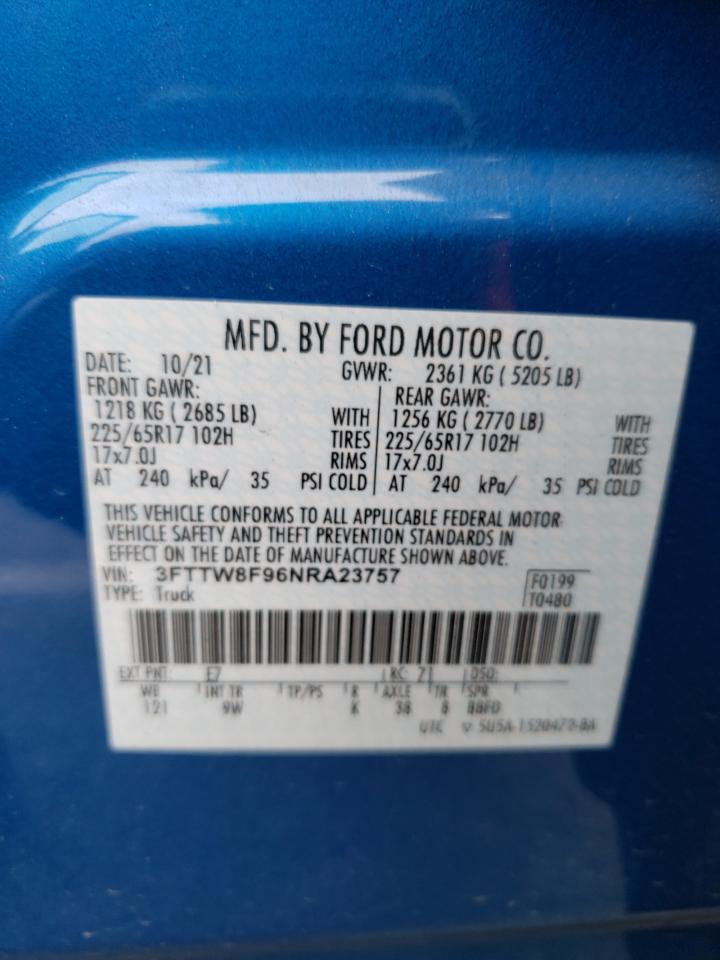 MFD. BY FORD MOTOR CO.
DATE: 10/21 GVWR: 2361 KG ( 5205 LB)
FRONT GAWR: REAR GAWR:
1218 KG ( 2685 LB) WITH 1256 KG ( 2770 LB) WITH
225/65R17 102H TIRES 225/65R17 102H TIRES
17x7.0J RIMS 17x7.0J RIMS
AT 240 kPa/ 35 PSI COLD AT 240 kPa/ 35 PSI COLD
THIS VEHICLE CONFORMS TO ALL APPLICABLE FEDERAL MOTOR
VEHICLE SAFETY AND THEFT PREVENTION STANDARDS IN
EFFECT ON THE DATE OF MANUFACTURE SHOWN ABOVE.
VIN: 3FTTW8F96NRA23757 F0199
TYPE: Truck T0480
EXT PNT: E7 RC: 71 DSO:
WB INT TR TP/PS R AXLE TR SPR
121 9W K 38 8 BBFD
UTC